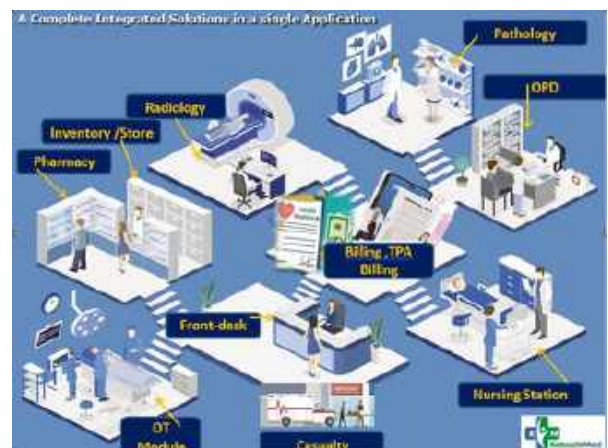 A Complete Integrated Solutions in a single Application
Pathology
OPD
Radiology
Inventory /Store
Pharmacy
Billing ,TPA
Billing
Front-desk
Nursing Station
OT
Module
Casualty